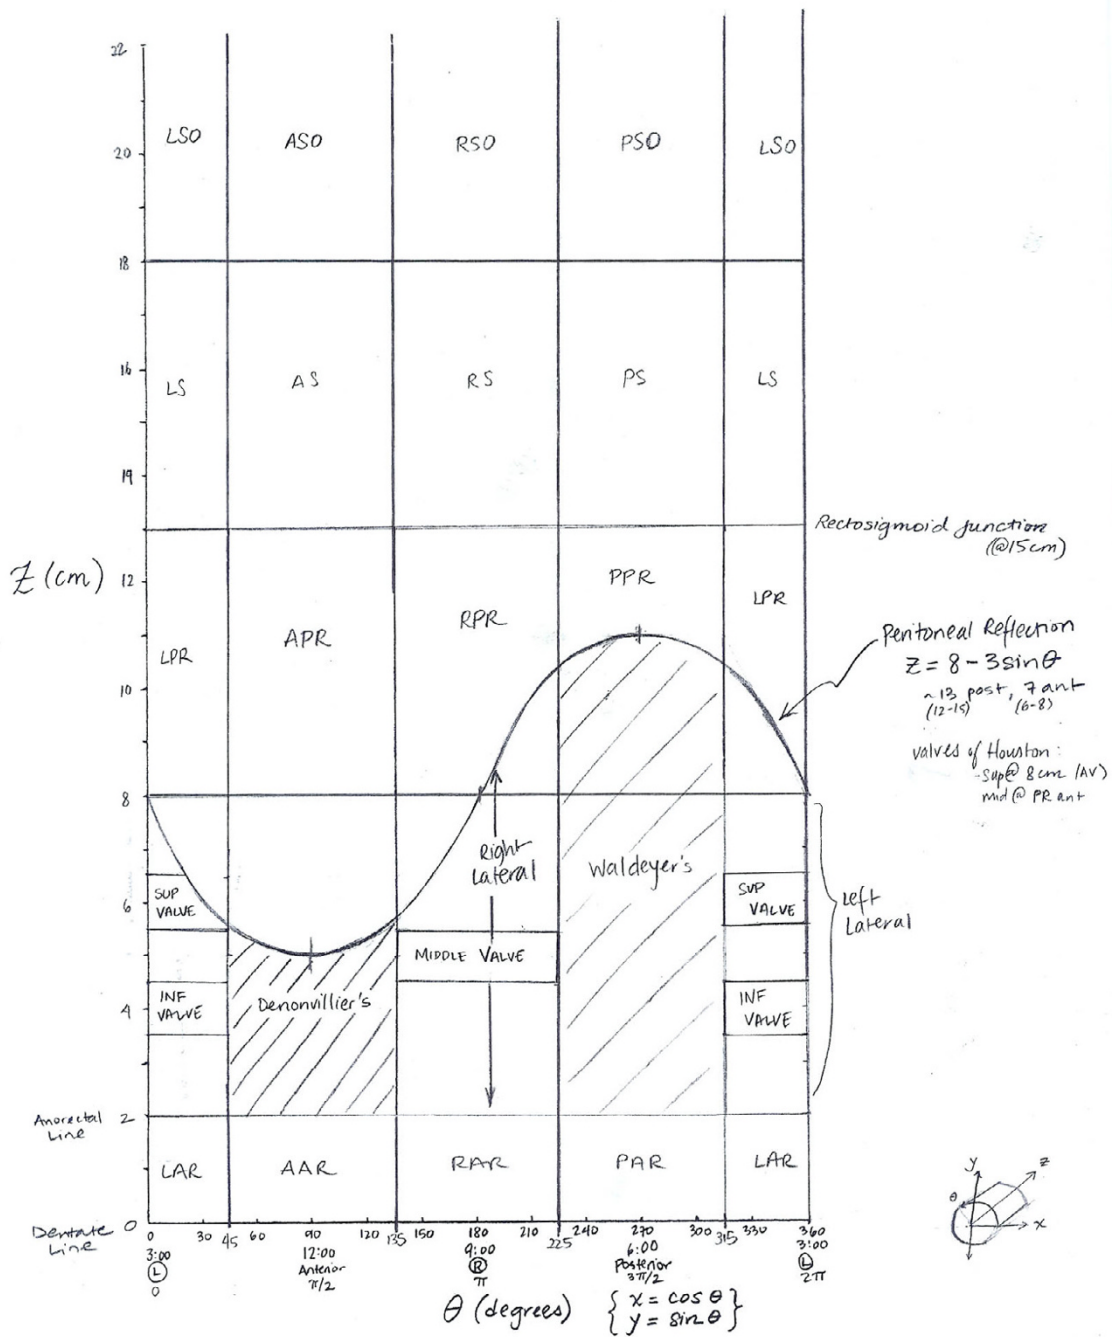 22
LSO ASO RSO PSO LSO
20
18
16
LS AS RS PS LS
14
Rectosigmoid junction
(@15cm)
Z (cm)
12
PPR
LPR
RPR
APR
LPR
Peritoneal Reflection
Z = 8 - 3 sin θ
~13 post, 7 ant
(12-15) (6-8)
10
valves of Houston:
- sup @ 8cm (AV)
mid @ PR ant
8
Right
Lateral
Waldeyer's
SUP
VALVE
SUP
VALVE
6
Left
Lateral
MIDDLE VALVE
INF
VALVE
Denonvillier's
INF
VALVE
4
Anorectal
Line
2
LAR AAR RAR PAR LAR
Dentate
Line
0
0 30 45 60 90 120 135 150 180 210 225 240 270 300 315 330 360
3:00 12:00 9:00 6:00 3:00
L Anterior R Posterior L
0 π/2 π 3π/2 2π
θ (degrees)
{ x = cos θ }
{ y = sin θ }
y
z
θ
x